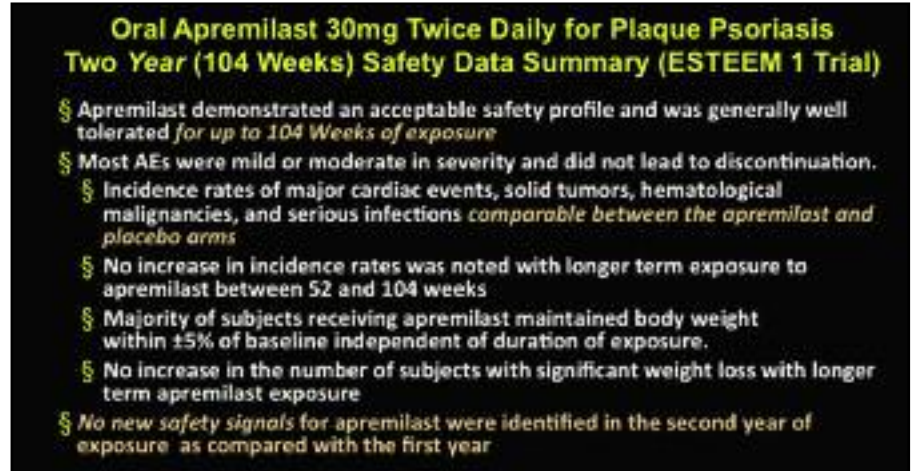 Oral Apremilast 30mg Twice Daily for Plaque Psoriasis
Two Year (104 Weeks) Safety Data Summary (ESTEEM 1 Trial)
§ Apremilast demonstrated an acceptable safety profile and was generally well
tolerated for up to 104 Weeks of exposure
§ Most AEs were mild or moderate in severity and did not lead to discontinuation.
§ Incidence rates of major cardiac events, solid tumors, hematological
malignancies, and serious infections comparable between the apremilast and
placebo arms
§ No increase in incidence rates was noted with longer term exposure to
apremilast between 52 and 104 weeks
§ Majority of subjects receiving apremilast maintained body weight
within ±5% of baseline independent of duration of exposure.
§ No increase in the number of subjects with significant weight loss with longer
term apremilast exposure
§ No new safety signals for apremilast were identified in the second year of
exposure as compared with the first year